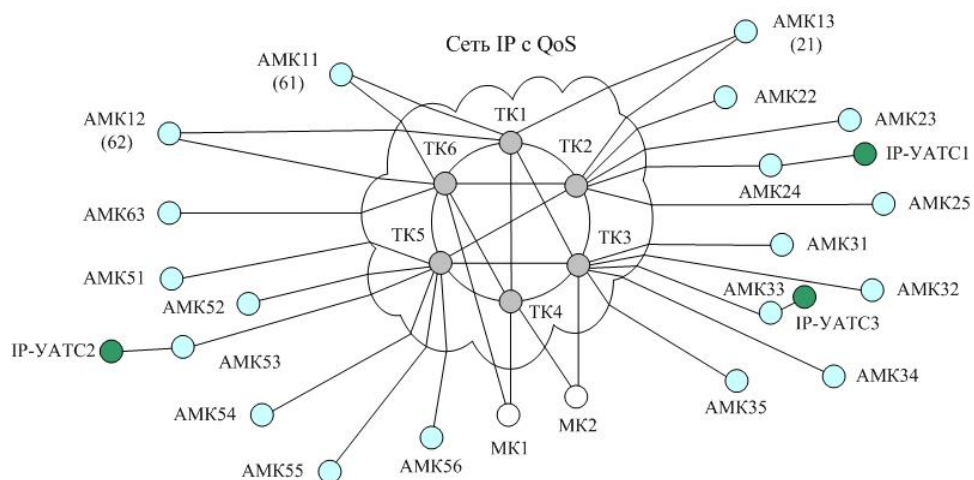 АМК13
(21)
Сеть IP с QoS
АМК11
(61)
АМК22
АМК12
(62)
ТК1
АМК23
ТК6
ТК2
IP-УАТС1
АМК24
АМК63
АМК25
ТК5
ТК3
АМК31
АМК51
АМК33
АМК32
АМК52
ТК4
IP-УАТС3
IP-УАТС2
АМК53
АМК34
АМК35
АМК54
МК1
МК2
АМК55
АМК56